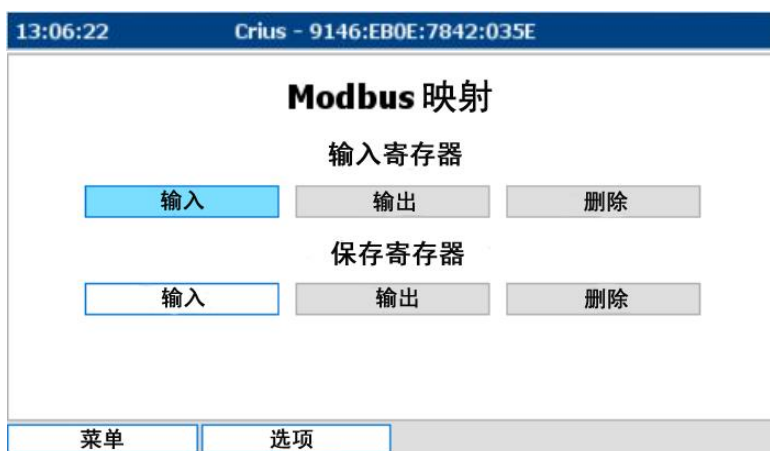 13:06:22 Crius - 9146:EB0E:7842:035E
Modbus 映射
输入寄存器
输入 输出 删除
保存寄存器
输入 输出 删除
菜单 选项